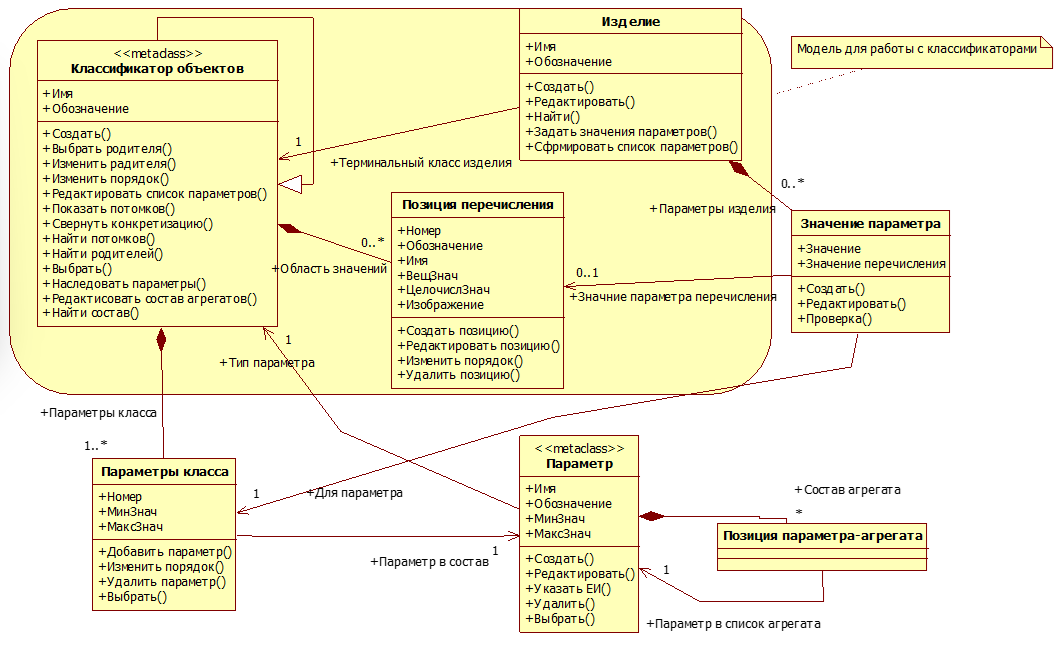 <<metaclass>>
Классификатор объектов
+Имя
+Обозначение
+Создать()
+Выбрать родителя()
+Изменить радителя()
+Изменить порядок()
+Редактировать список параметров()
+Показать потомков()
+Свернуть конкретизацию()
+Найти потомков()
+Найти родителей()
+Выбрать()
+Наследовать параметры()
+Редактисовать состав агрегатов()
+Найти состав()
Изделие
+Имя
+Обозначение
+Создать()
+Редактировать()
+Найти()
+Задать значения параметров()
+Сфрмировать список параметров()
Модель для работы с классификаторами
1
+Терминальный класс изделия
0..*
+Параметры изделия
Позиция перечисления
+Номер
+Обозначение
+Имя
+ВещЗнач
+ЦелочислЗнач
+Изображение
+Создать позицию()
+Редактировать позицию()
+Изменить порядок()
+Удалить позицию()
0..*
+Область значений
Значение параметра
+Значение
+Значение перечисления
+Создать()
+Редактировать()
+Проверка()
0..1
+Значние параметра перечисления
1
+Тип параметра
+Параметры класса
1..*
Параметры класса
+Номер
+МинЗнач
+МаксЗнач
+Добавить параметр()
+Изменить порядок()
+Удалить параметр()
+Выбрать()
1
+Для параметра
+Параметр в состав
1
<<metaclass>>
Параметр
+Имя
+Обозначение
+МинЗнач
+МаксЗнач
+Создать()
+Редактировать()
+Указать ЕИ()
+Удалить()
+Выбрать()
+Состав агрегата
*
Позиция параметра-агрегата
1
+Параметр в список агрегата